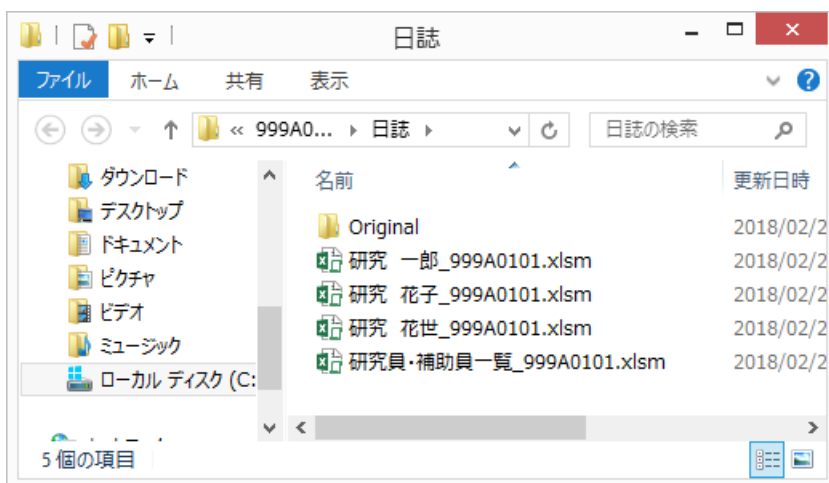 日誌
ファイル ホーム 共有 表示
« 999A0... 日誌 日誌の検索
ダウンロード
デスクトップ
ドキュメント
ピクチャ
ビデオ
ミュージック
ローカル ディスク (C:
名前 更新日時
Original 2018/02/2
研究 一郎_999A0101.xlsm 2018/02/2
研究 花子_999A0101.xlsm 2018/02/2
研究 花世_999A0101.xlsm 2018/02/2
研究員・補助員一覧_999A0101.xlsm 2018/02/2
5 個の項目